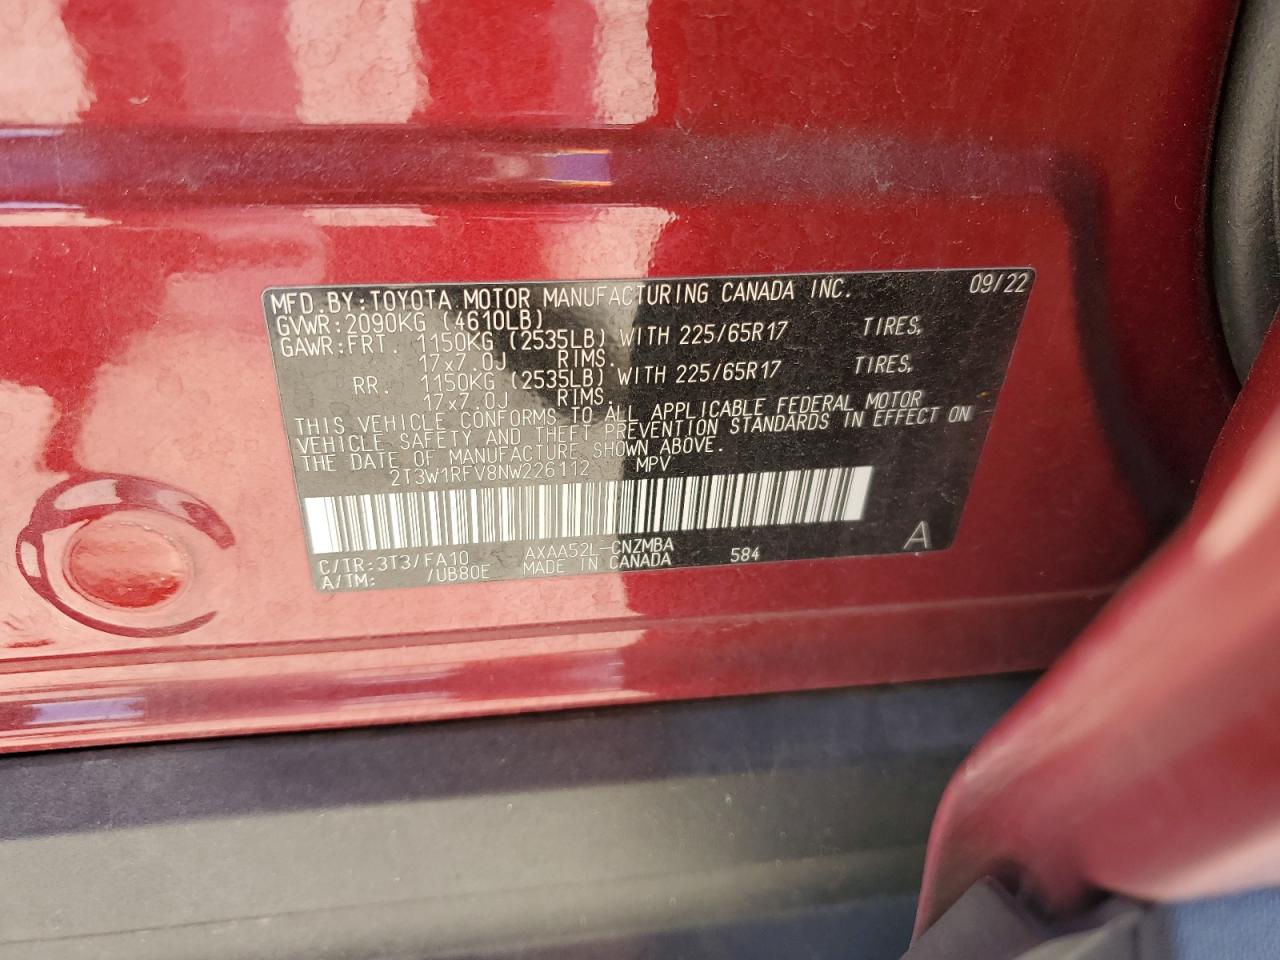 MFD.BY:TOYOTA MOTOR MANUFACTURING CANADA INC. 09/22
GVWR:2090KG (4610LB)
GAWR:FRT. 1150KG (2535LB) WITH 225/65R17 TIRES,
17x7.0J RIMS.
RR. 1150KG (2535LB) WITH 225/65R17 TIRES,
17x7.0J RIMS.
THIS VEHICLE CONFORMS TO ALL APPLICABLE FEDERAL MOTOR
VEHICLE SAFETY AND THEFT PREVENTION STANDARDS IN EFFECT ON
THE DATE OF MANUFACTURE SHOWN ABOVE.
2T3W1RFV8NW226112 MPV
C/TR:3T3/FA10 AXAA52L-CNZMBA 584 A
A/TM: /UB80E MADE IN CANADA